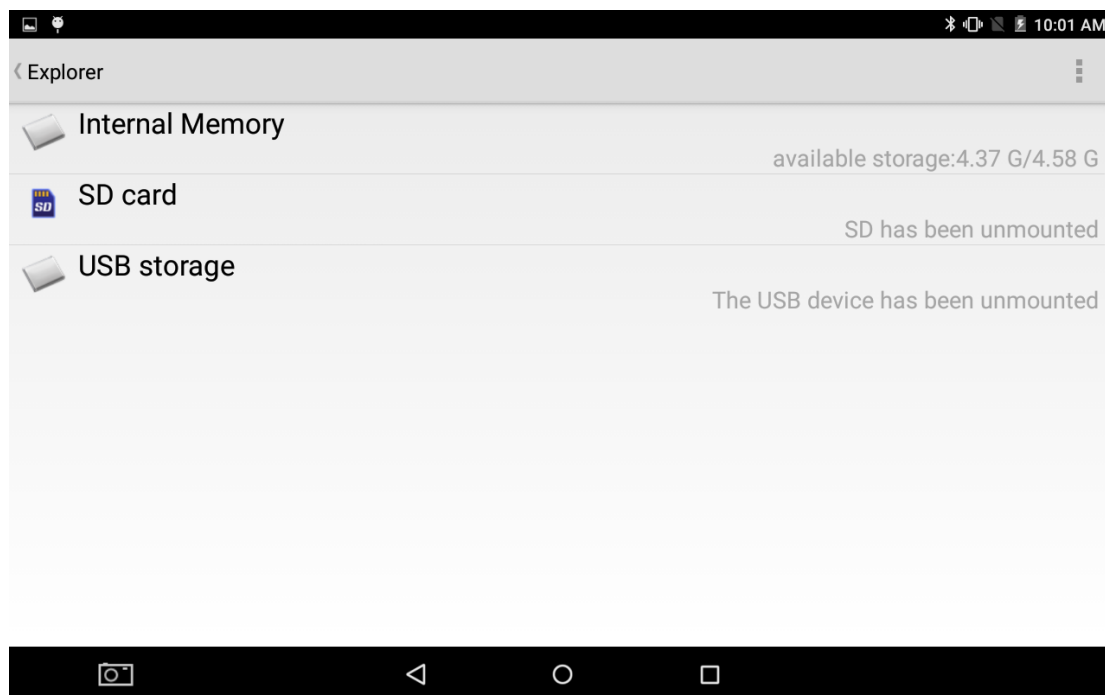 10:01 AM
Explorer
Internal Memory
available storage:4.37 G/4.58 G
SD card
SD
SD has been unmounted
USB storage
The USB device has been unmounted